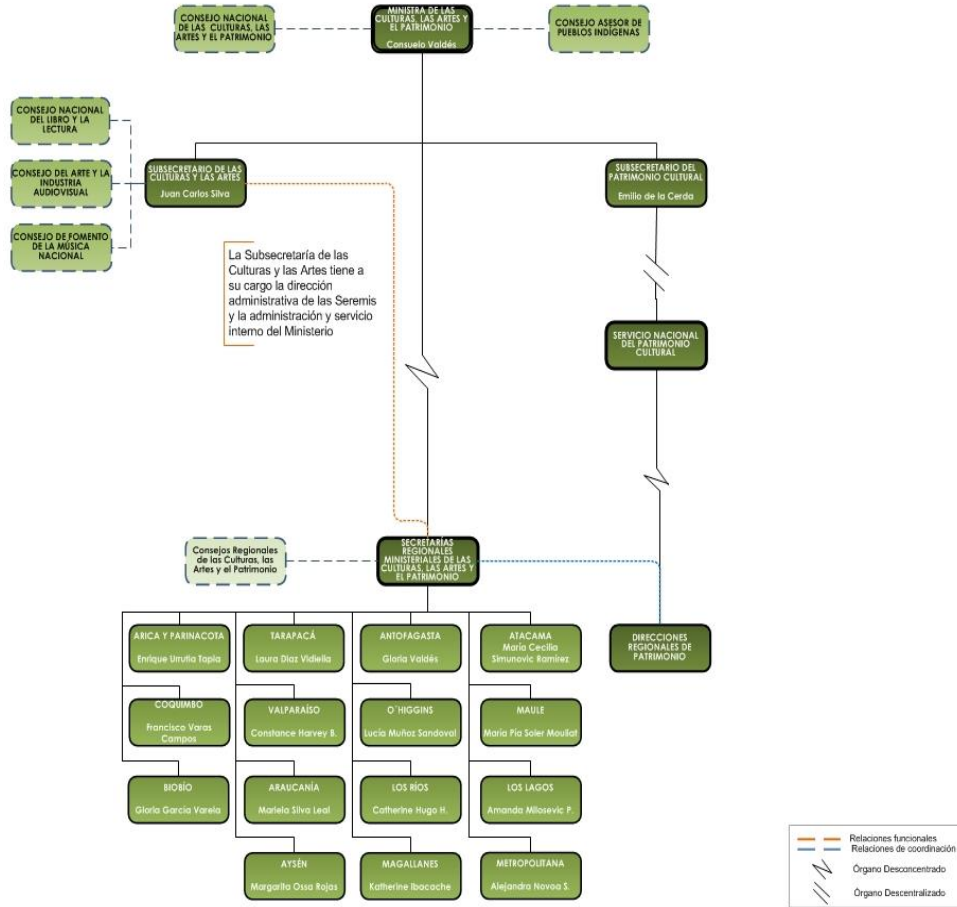 CONSEJO NACIONAL
DE LAS CULTURAS, LAS
ARTES Y EL PATRIMONIO
MINISTRA DE LAS
CULTURAS, LAS ARTES Y
EL PATRIMONIO
Consuelo Valdés
CONSEJO ASESOR DE
PUEBLOS INDÍGENAS
CONSEJO NACIONAL
DEL LIBRO Y LA
LECTURA
CONSEJO DEL ARTE Y LA
INDUSTRIA
AUDIOVISUAL
CONSEJO DE FOMENTO
DE LA MÚSICA
NACIONAL
SUBSECRETARIO DE LAS
CULTURAS Y LAS ARTES
Juan Carlos Silva
SUBSECRETARIO DEL
PATRIMONIO CULTURAL
Emilio de la Cerda
La Subsecretaría de las
Culturas y las Artes tiene a
su cargo la dirección
administrativa de las Seremis
y la administración y servicio
interno del Ministerio
SERVICIO NACIONAL
DEL PATRIMONIO
CULTURAL
Consejos Regionales
de las Culturas, las
Artes y el Patrimonio
SECRETARÍAS
REGIONALES
MINISTERIALES DE LAS
CULTURAS, LAS ARTES Y
EL PATRIMONIO
DIRECCIONES
REGIONALES DE
PATRIMONIO
ARICA Y PARINACOTA
Enrique Urrutia Tapia
TARAPACÁ
Loura Díaz Vidiella
ANTOFAGASTA
Gloria Valdés
ATACAMA
María Cecilia
Simunovic Ramírez
COQUIMBO
Francisco Varas
Campos
VALPARAÍSO
Constance Harvey B.
O`HIGGINS
Lucía Muñoz Sandoval
MAULE
María Pía Soler Moullat
BIOBÍO
Gloria García Varela
ARAUCANÍA
Mariela Silva Leal
LOS RÍOS
Catherine Hugo H.
LOS LAGOS
Amanda Milosevic P.
AYSÉN
Margarita Ossa Rojas
MAGALLANES
Katherine Ibacache
METROPOLITANA
Alejandra Novoa S.
Relaciones funcionales
Relaciones de coordinación
Órgano Desconcentrado
Órgano Descentralizado